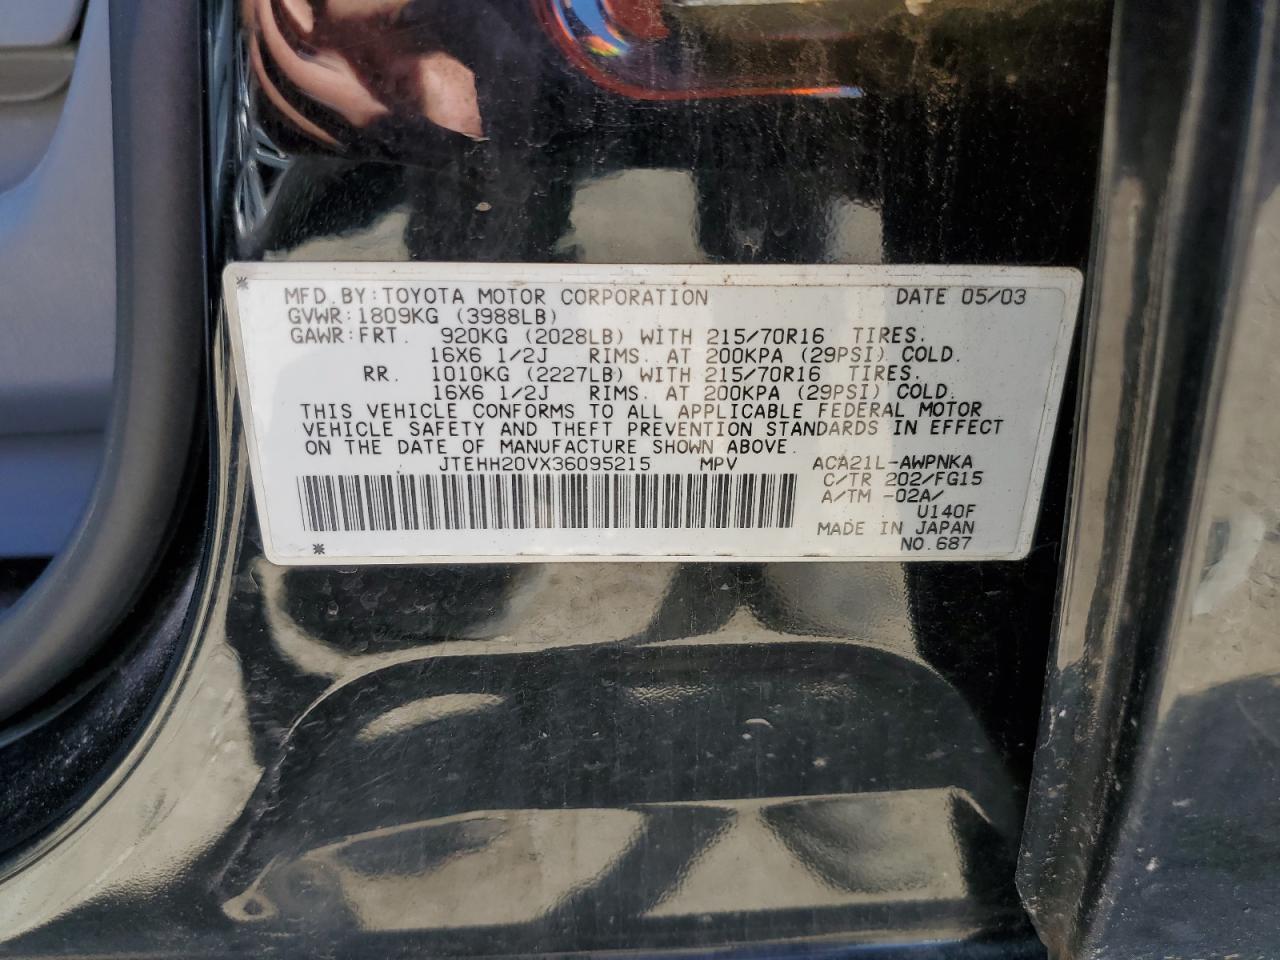 MFD. BY: TOYOTA MOTOR CORPORATION DATE 05/03
GVWR: 1809KG (3988LB)
GAWR: FRT. 920KG (2028LB) WITH 215/70R16 TIRES.
16X6 1/2J RIMS. AT 200KPA (29PSI) COLD.
RR. 1010KG (2227LB) WITH 215/70R16 TIRES.
16X6 1/2J RIMS. AT 200KPA (29PSI) COLD.
THIS VEHICLE CONFORMS TO ALL APPLICABLE FEDERAL MOTOR
VEHICLE SAFETY AND THEFT PREVENTION STANDARDS IN EFFECT
ON THE DATE OF MANUFACTURE SHOWN ABOVE.
JTEHH20VX36095215 MPV ACA21L-AWPNKA
C/TR 202/FG15
A/TM -02A/
U140F
MADE IN JAPAN
NO.687